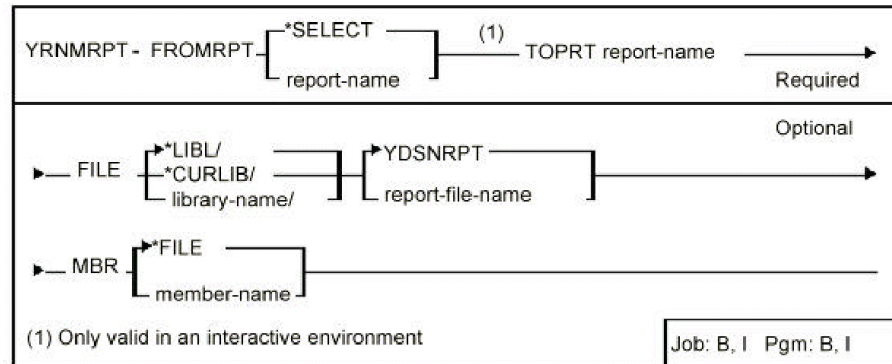 *SELECT
YRNMRPT - FROMRPT (1) TOPRT report-name
report-name
Required
Optional
*LIBL/ YDSNRPT
FILE *CURLIB/
library-name/ report-file-name
*FILE
MBR
member-name
(1) Only valid in an interactive environment
Job: B, I Pgm: B, I